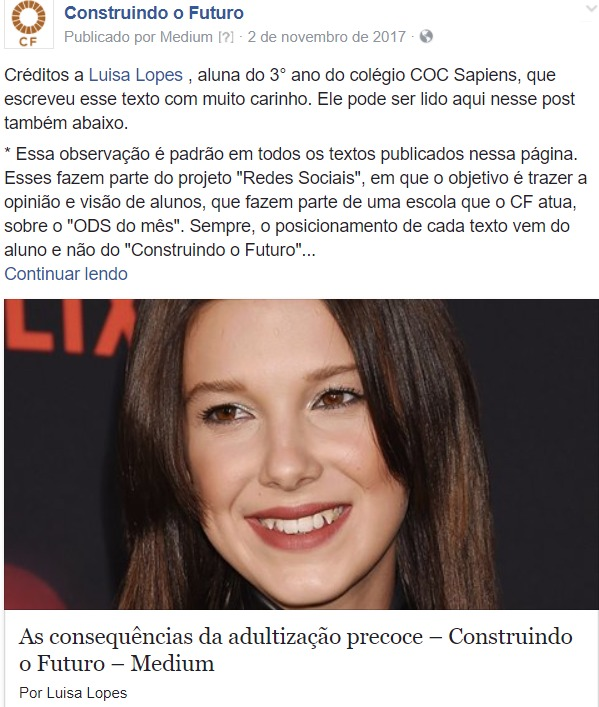 CF
Construindo o Futuro
Publicado por Medium [?] · 2 de novembro de 2017 ·
Créditos a Luisa Lopes , aluna do 3° ano do colégio COC Sapiens, que
escreveu esse texto com muito carinho. Ele pode ser lido aqui nesse post
também abaixo.
* Essa observação é padrão em todos os textos publicados nessa página.
Esses fazem parte do projeto "Redes Sociais", em que o objetivo é trazer a
opinião e visão de alunos, que fazem parte de uma escola que o CF atua,
sobre o "ODS do mês". Sempre, o posicionamento de cada texto vem do
aluno e não do "Construindo o Futuro"...
Continuar lendo
LIX
As consequências da adultização precoce – Construindo
o Futuro – Medium
Por Luisa Lopes